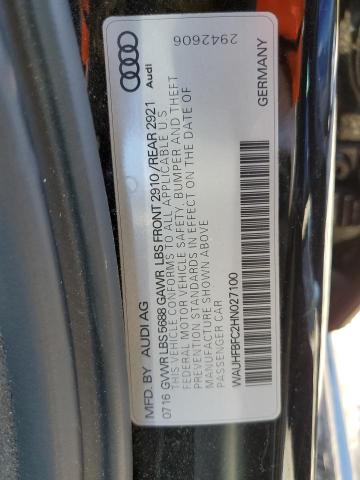 MFD. BY AUDI AG
07 16 GVWR LBS 5688 GAWR LBS FRONT 2910/REAR 2921
THIS VEHICLE CONFORMS TO ALL APPLICABLE U S
FEDERAL MOTOR VEHICLE SAFETY, BUMPER AND THEFT
PREVENTION STANDARDS IN EFFECT ON THE DATE OF
MANUFACTURE SHOWN ABOVE
PASSENGER CAR
WAUHFBFC2HN027100
GERMANY
Audi
2942606